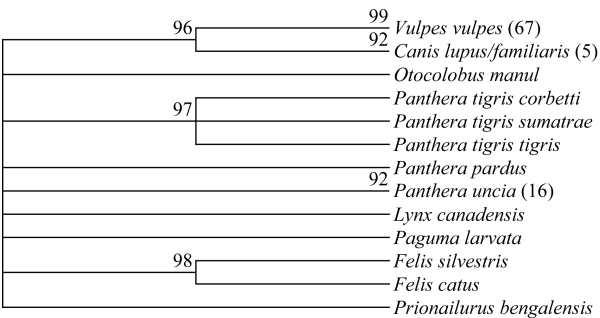 99
96 Vulpes vulpes (67)
92
Canis lupus/familiaris (5)
Otocolobus manul
Panthera tigris corbetti
97
Panthera tigris sumatrae
Panthera tigris tigris
Panthera pardus
92
Panthera uncia (16)
Lynx canadensis
Paguma larvata
98 Felis silvestris
Felis catus
Prionailurus bengalensis